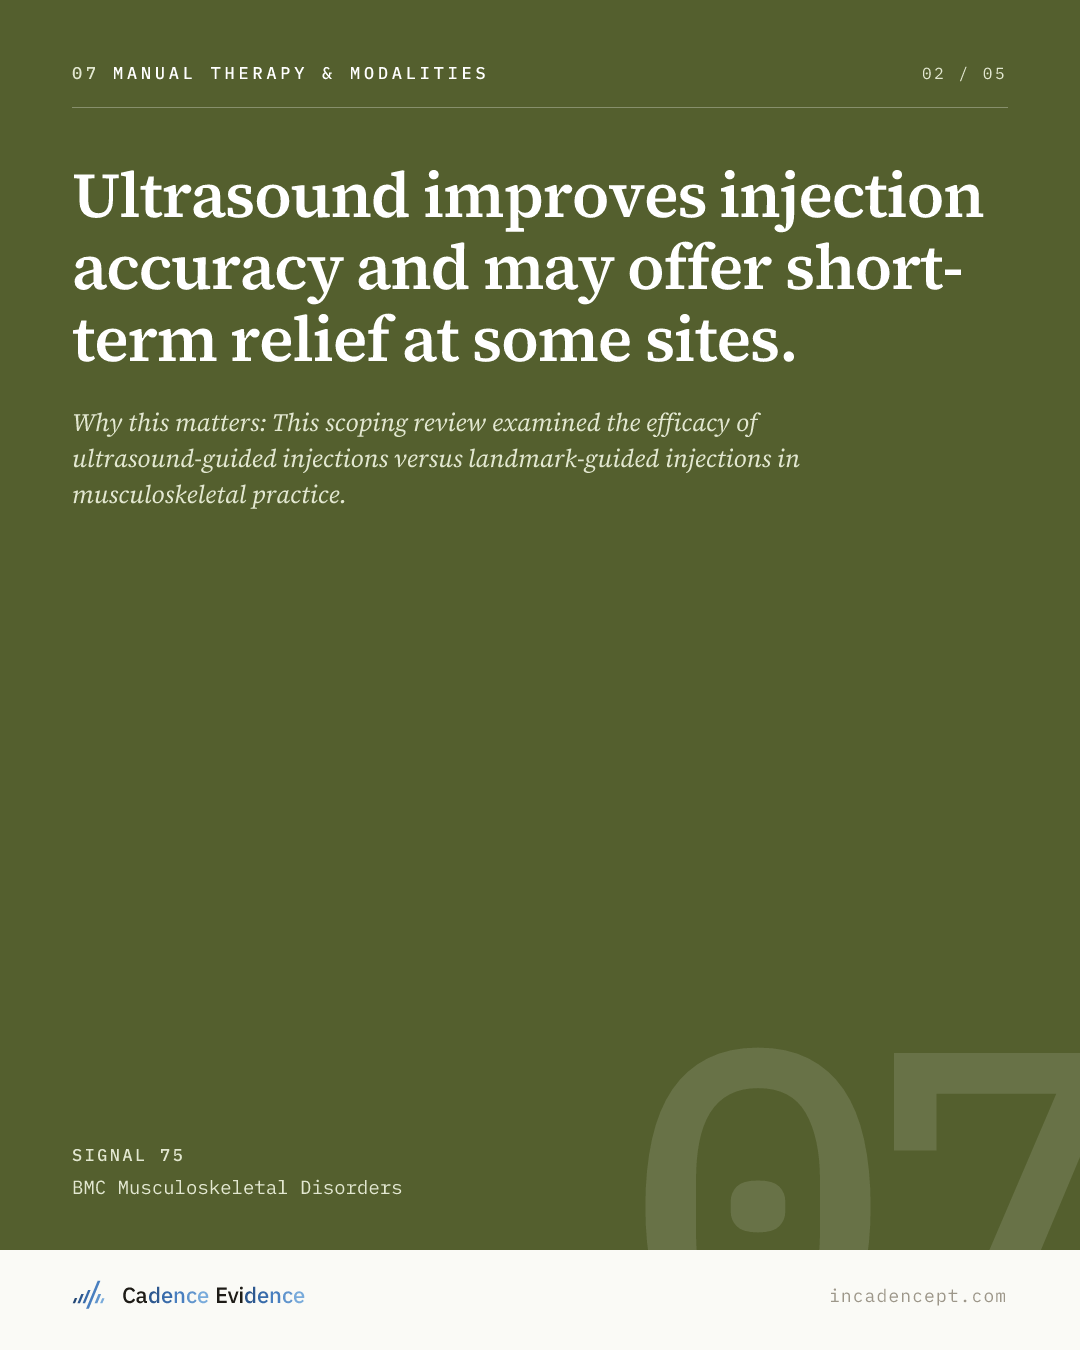 07 MANUAL THERAPY & MODALITIES
02 / 05
Ultrasound improves injection
accuracy and may offer short-
term relief at some sites.
Why this matters: This scoping review examined the efficacy of
ultrasound-guided injections versus landmark-guided injections in
musculoskeletal practice.
07
SIGNAL 75
BMC Musculoskeletal Disorders
Cadence Evidence
incadencept.com